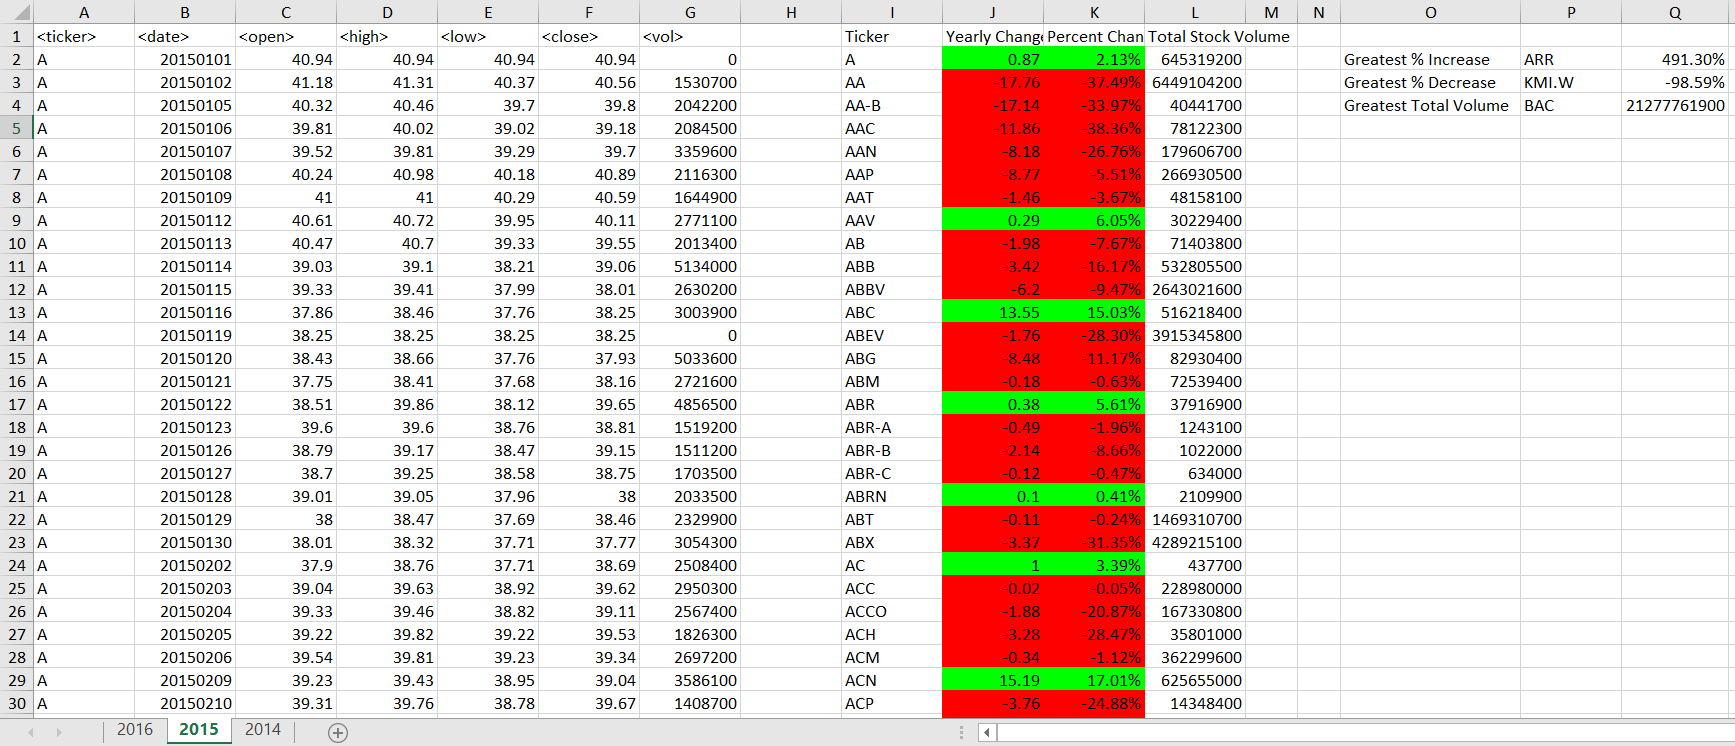 A B C D E F G H I J K L M N O P Q
1 <ticker> <date> <open> <high> <low> <close> <vol> Ticker Yearly Chang Percent Chan Total Stock Volume
2 A 20150101 40.94 40.94 40.94 40.94 0 A 0.87 2.13% 645319200 Greatest % Increase ARR 491.30%
3 A 20150102 41.18 41.31 40.37 40.56 1530700 AA -17.76 -37.49% 6449104200 Greatest % Decrease KMI.W -98.59%
4 A 20150105 40.32 40.46 39.7 39.8 2042200 AA-B -17.14 -33.97% 40441700 Greatest Total Volume BAC 21277761900
5 A 20150106 39.81 40.02 39.02 39.18 2084500 AAC -11.86 -38.36% 78122300
6 A 20150107 39.52 39.81 39.29 39.7 3359600 AAN -8.18 -26.76% 179606700
7 A 20150108 40.24 40.98 40.18 40.89 2116300 AAP -8.77 -5.51% 266930500
8 A 20150109 41 41 40.29 40.59 1644900 AAT -1.46 -3.67% 48158100
9 A 20150112 40.61 40.72 39.95 40.11 2771100 AAV 0.29 6.05% 30229400
10 A 20150113 40.47 40.7 39.33 39.55 2013400 AB -1.98 -7.67% 71403800
11 A 20150114 39.03 39.1 38.21 39.06 5134000 ABB -3.42 -16.17% 532805500
12 A 20150115 39.33 39.41 37.99 38.01 2630200 ABBV -6.2 -9.47% 2643021600
13 A 20150116 37.86 38.46 37.76 38.25 3003900 ABC 13.55 15.03% 516218400
14 A 20150119 38.25 38.25 38.25 38.25 0 ABEV -1.76 -28.30% 3915345800
15 A 20150120 38.43 38.66 37.76 37.93 5033600 ABG -8.48 -11.17% 82930400
16 A 20150121 37.75 38.41 37.68 38.16 2721600 ABM -0.18 -0.63% 72539400
17 A 20150122 38.51 39.86 38.12 39.65 4856500 ABR 0.38 5.61% 37916900
18 A 20150123 39.6 39.6 38.76 38.81 1519200 ABR-A -0.49 -1.96% 1243100
19 A 20150126 38.79 39.17 38.47 39.15 1511200 ABR-B -2.14 -8.66% 1022000
20 A 20150127 38.7 39.25 38.58 38.75 1703500 ABR-C -0.12 -0.47% 634000
21 A 20150128 39.01 39.05 37.96 38 2033500 ABRN 0.1 0.41% 2109900
22 A 20150129 38 38.47 37.69 38.46 2329900 ABT -0.11 -0.24% 1469310700
23 A 20150130 38.01 38.32 37.71 37.77 3054300 ABX -3.37 -31.35% 4289215100
24 A 20150202 37.9 38.76 37.71 38.69 2508400 AC 1 3.39% 437700
25 A 20150203 39.04 39.63 38.92 39.62 2950300 ACC -0.02 -0.05% 228980000
26 A 20150204 39.33 39.46 38.82 39.11 2567400 ACCO -1.88 -20.87% 167330800
27 A 20150205 39.22 39.82 39.22 39.53 1826300 ACH -3.28 -28.47% 35801000
28 A 20150206 39.54 39.81 39.23 39.34 2697200 ACM -0.34 -1.12% 362299600
29 A 20150209 39.23 39.43 38.95 39.04 3586100 ACN 15.19 17.01% 625655000
30 A 20150210 39.31 39.76 38.78 39.67 1408700 ACP -3.76 -24.88% 14348400
2016 2015 2014